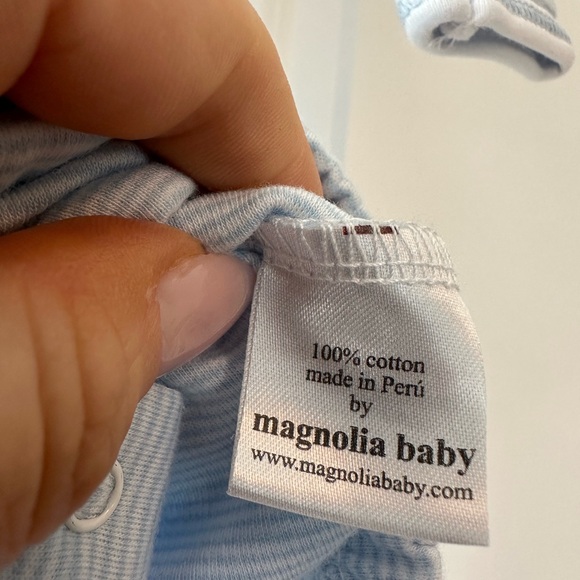 100% cotton
made in Perú
by
magnolia baby
www.magnoliababy.com